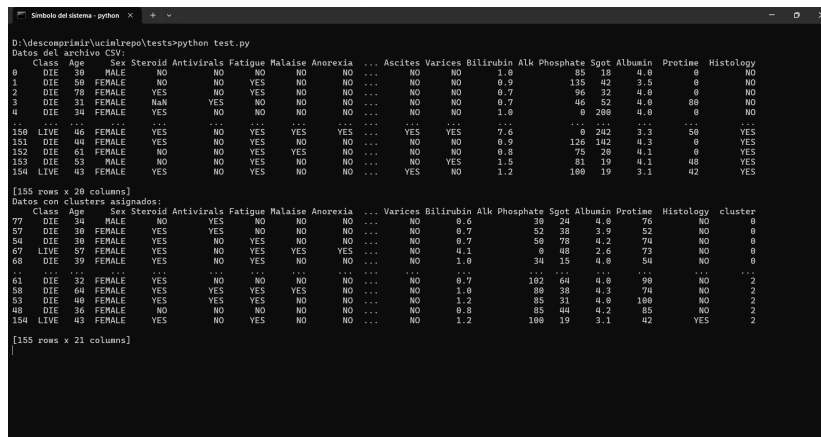 Símbolo del sistema - python
D:\descomprimir\ucimlrepo\tests>python test.py
Datos del archivo CSV:
Class Age Sex Steroid Antivirals Fatigue Malaise Anorexia ... Ascites Varices Bilirubin Alk Phosphate Sgot Albumin Protime Histology
0 DIE 30 MALE NO NO NO NO NO ... NO NO 1.0 85 18 4.0 0 NO
1 DIE 50 FEMALE NO NO YES NO NO ... NO NO 0.9 135 42 3.5 0 NO
2 DIE 78 FEMALE YES NO YES NO NO ... NO NO 0.7 96 32 4.0 0 NO
3 DIE 31 FEMALE NaN YES NO NO NO ... NO NO 0.7 46 52 4.0 80 NO
4 DIE 34 FEMALE YES NO NO NO NO ... NO NO 1.0 0 200 4.0 0 NO
.. ... ... ... ... ... ... ... ... ... ... ... ... ... ... ... ... ...
150 LIVE 46 FEMALE YES NO YES YES YES ... YES YES 7.6 0 242 3.3 50 YES
151 DIE 44 FEMALE YES NO YES NO NO ... NO NO 0.9 126 142 4.3 0 YES
152 DIE 61 FEMALE NO NO YES YES NO ... NO NO 0.8 75 20 4.1 0 YES
153 DIE 53 MALE NO NO YES NO NO ... NO YES 1.5 81 19 4.1 48 YES
154 LIVE 43 FEMALE YES NO YES NO NO ... YES NO 1.2 100 19 3.1 42 YES
[155 rows x 20 columns]
Datos con clusters asignados:
Class Age Sex Steroid Antivirals Fatigue Malaise Anorexia ... Varices Bilirubin Alk Phosphate Sgot Albumin Protime Histology cluster
77 DIE 34 MALE NO YES NO NO NO ... NO 0.6 30 24 4.0 76 NO 0
57 DIE 30 FEMALE YES YES YES NO NO ... NO 0.7 52 38 3.9 52 NO 0
54 DIE 30 FEMALE YES NO YES NO NO ... NO 0.7 50 78 4.2 74 NO 0
67 LIVE 57 FEMALE YES NO YES YES YES ... NO 4.1 0 48 2.6 73 NO 0
68 DIE 39 FEMALE YES NO NO NO NO ... NO 1.0 34 15 4.0 54 NO 0
.. ... ... ... ... ... ... ... ... ... ... ... ... ... ... ... ... ...
61 DIE 32 FEMALE YES NO YES NO NO ... NO 0.7 102 64 4.0 90 NO 2
58 DIE 64 FEMALE YES YES YES YES NO ... NO 1.0 80 38 4.3 74 NO 2
53 DIE 40 FEMALE YES YES YES NO NO ... NO 1.2 85 31 4.0 100 NO 2
48 DIE 36 FEMALE NO NO NO NO NO ... NO 0.8 85 44 4.2 85 NO 2
154 LIVE 43 FEMALE YES NO YES NO NO ... NO 1.2 100 19 3.1 42 YES 2
[155 rows x 21 columns]